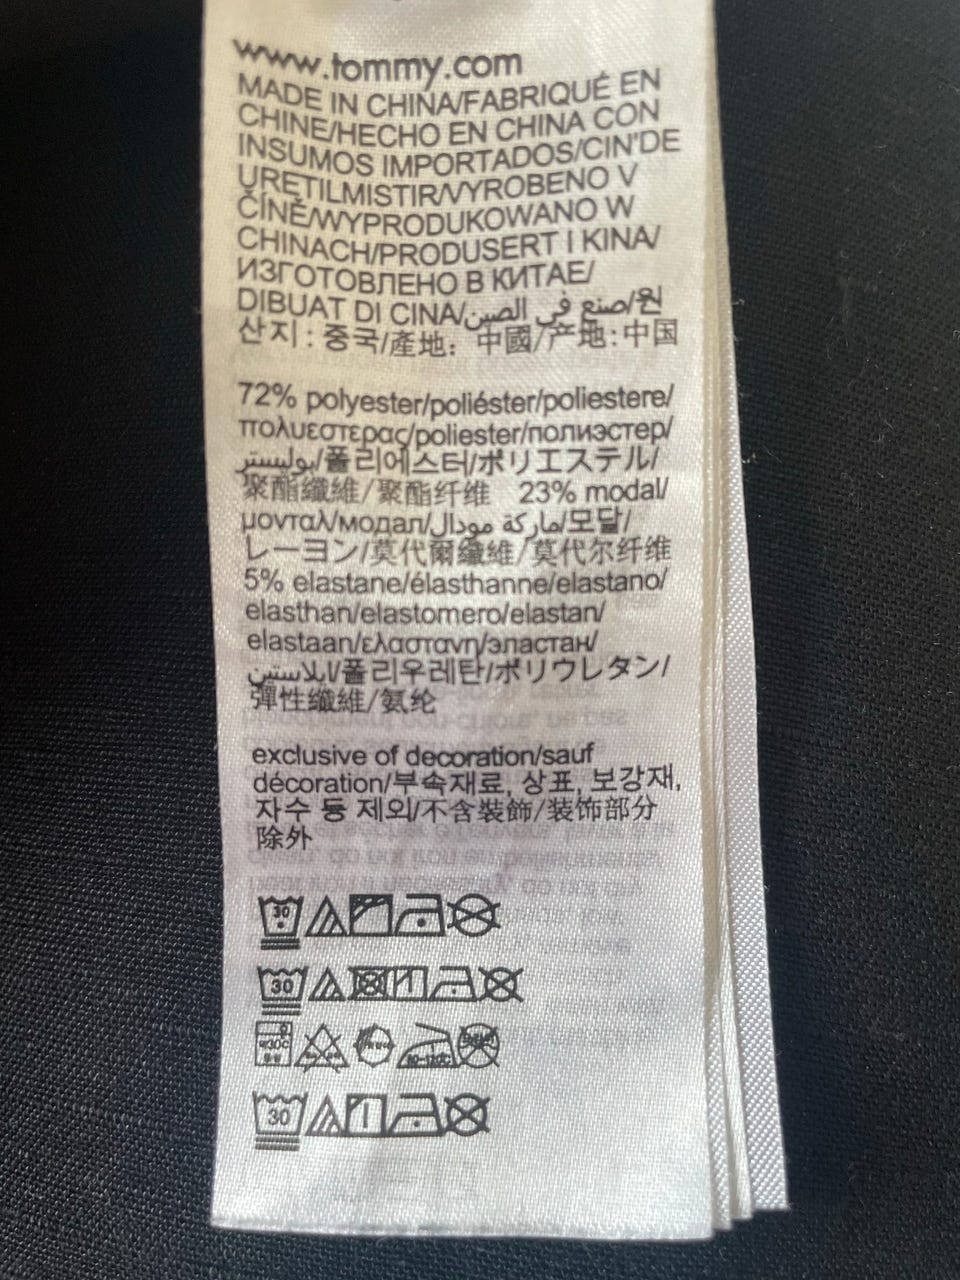 www.tommy.com
MADE IN CHINA/FABRIQUÉ EN
CHINE/HECHO EN CHINA CON
INSUMOS IMPORTADOS/CIN'DE
URETILMISTIR/VYROBENO V
ČÍNĚ/WYPRODUKOWANO W
CHINACH/PRODUSERT I KINA/
ИЗГОТОВЛЕНО В КИТАЕ/
DIBUAT DI CINA/صنع في الصين/원
산지 : 중국/產地：中國/产地:中国
72% polyester/poliéster/poliestere/
πολυεστερας/poliester/полиэстер/
بوليستر/폴리에스터/ポリエステル/
聚酯纖維/聚酯纤维 23% modal/
μονταλ/модал/ماركة مودال/모달/
レーヨン/莫代爾纖維/莫代尔纤维
5% elastane/élasthanne/elastano/
elasthan/elastomero/elastan/
elastaan/ελαστανη/эластан/
ايلاستين/폴리우레탄/ポリウレタン/
彈性纖維/氨纶
exclusive of decoration/sauf
décoration/부속재료, 상표, 보강재,
자수 등 제외/不含裝飾/装饰部分
除外
30
30
약30℃
30